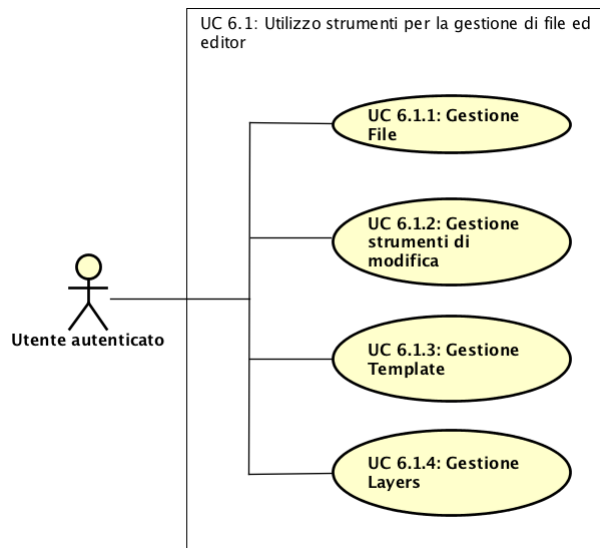 UC 6.1: Utilizzo strumenti per la gestione di file ed
editor
UC 6.1.1: Gestione
File
UC 6.1.2: Gestione
strumenti di
modifica
Utente autenticato
UC 6.1.3: Gestione
Template
UC 6.1.4: Gestione
Layers